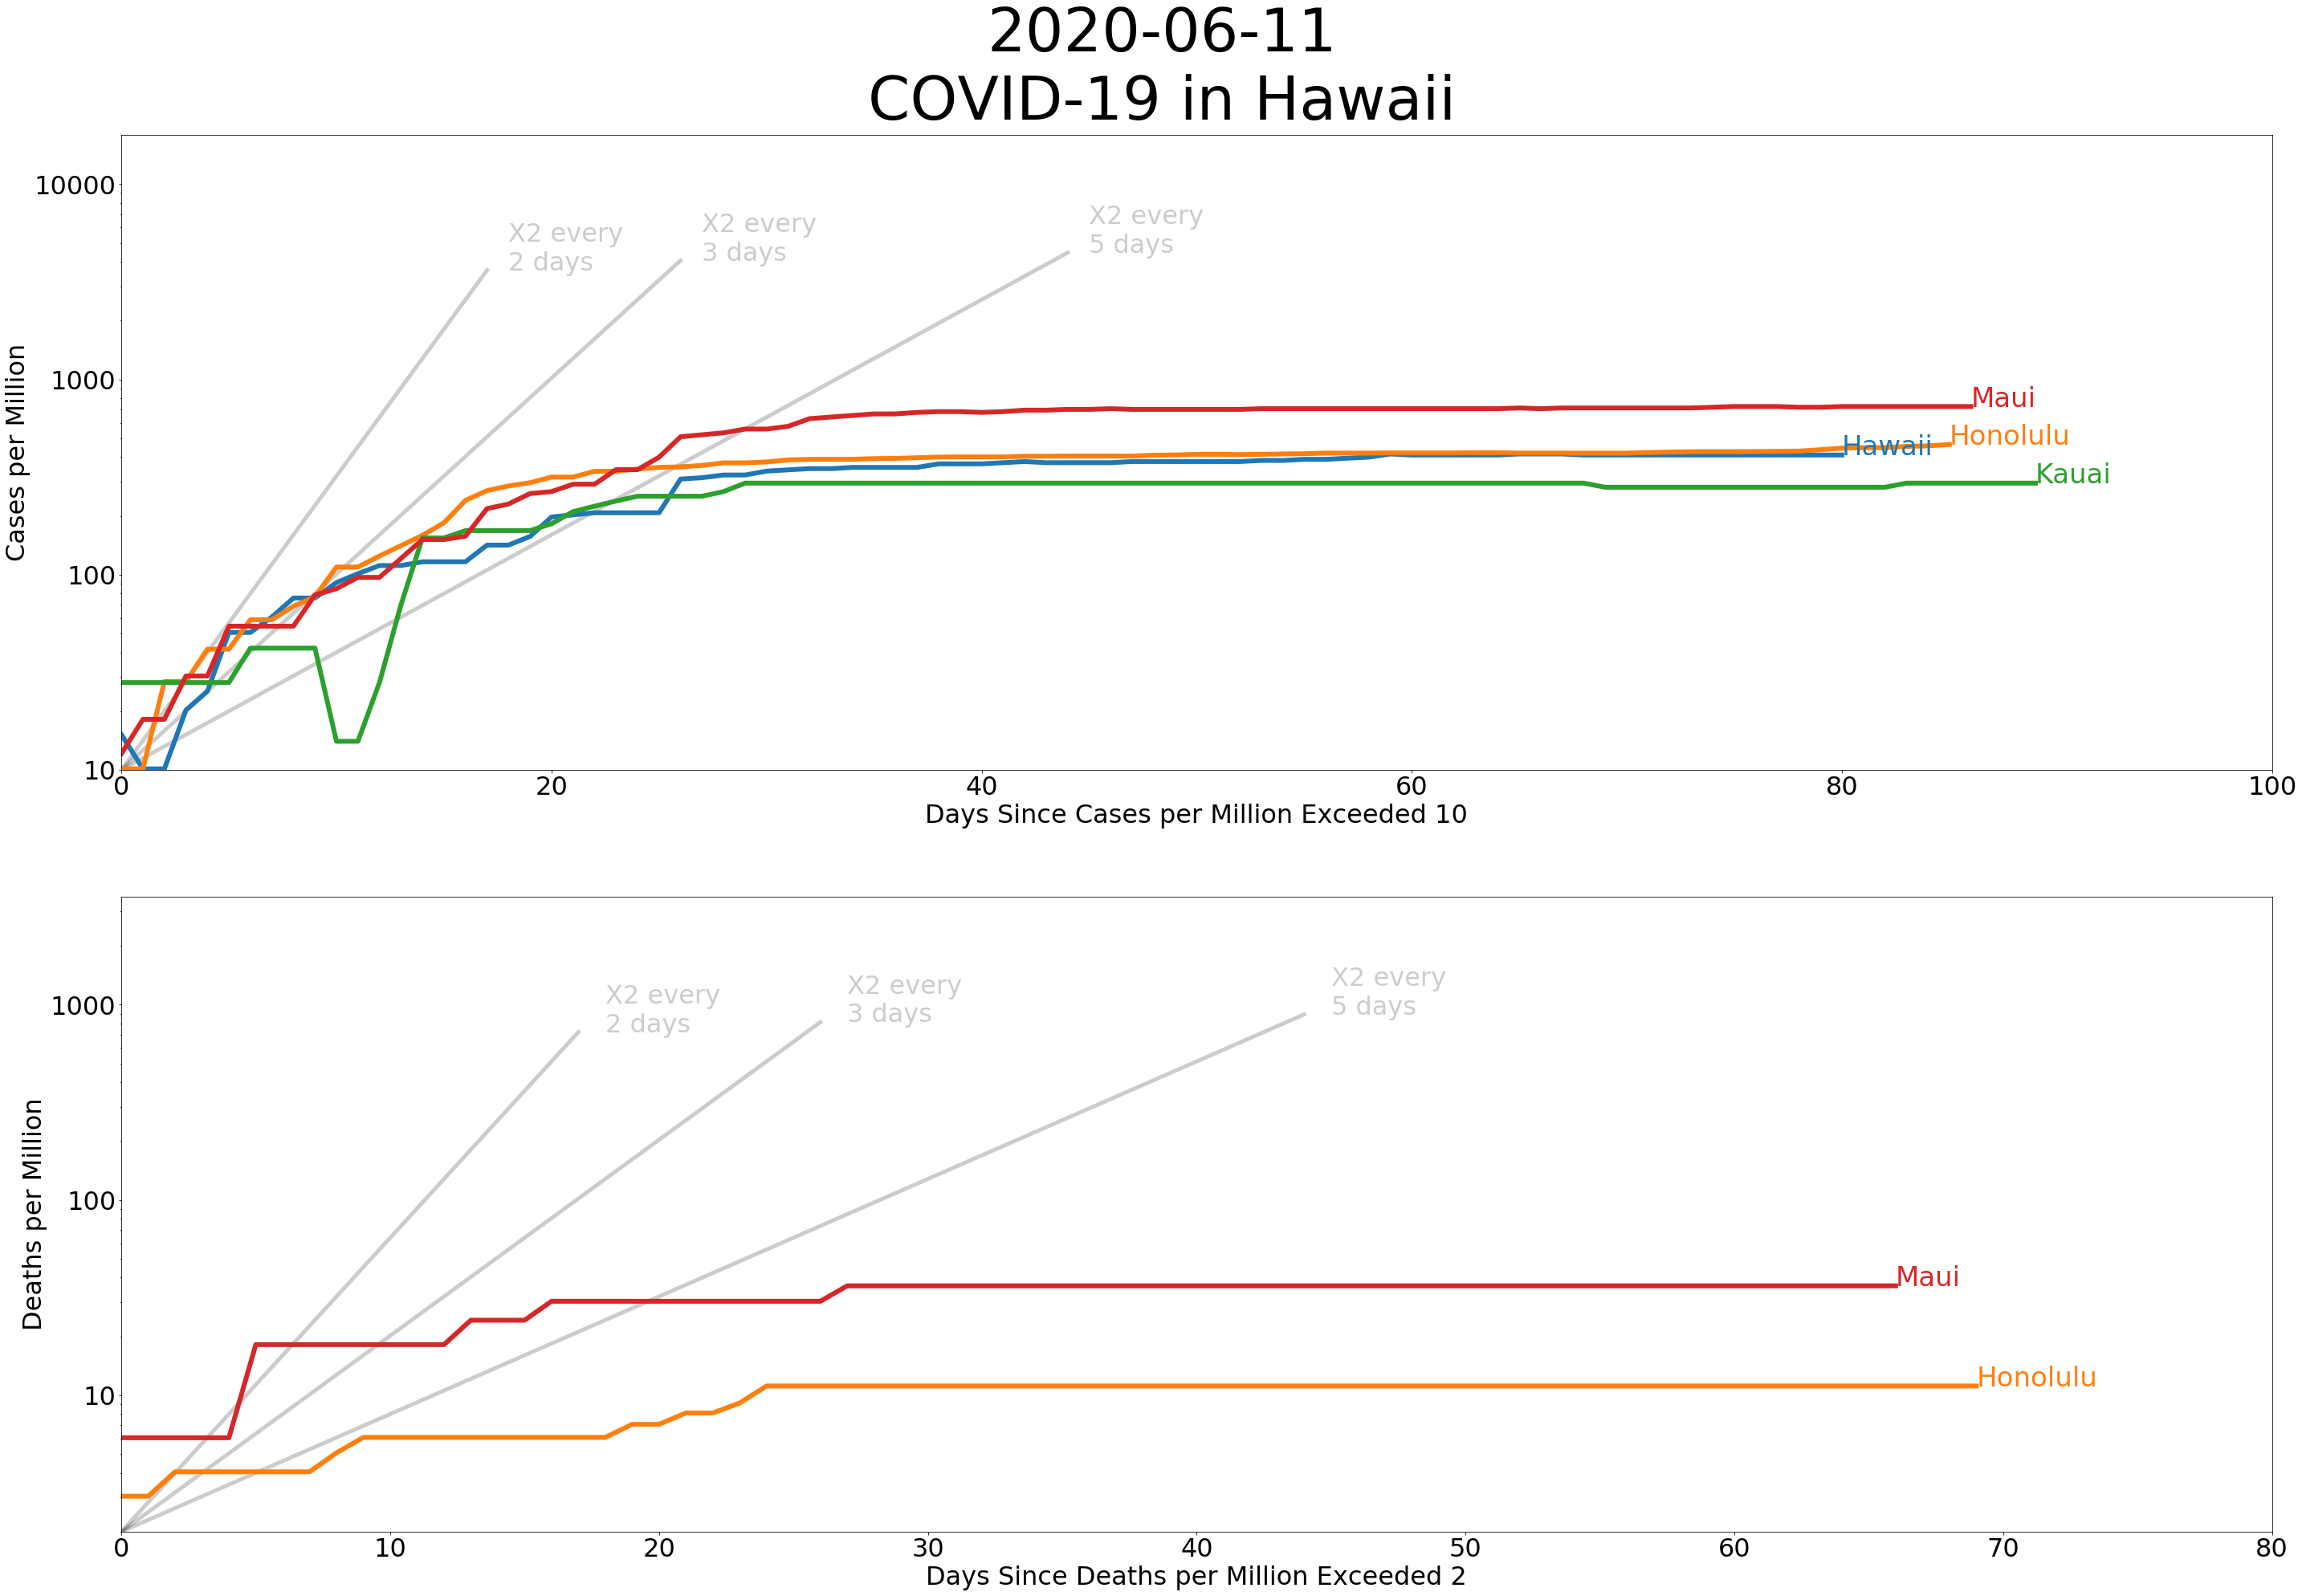 2020-06-11
COVID-19 in Hawaii
10000
1000
100
10
Cases per Million
X2 every
2 days
X2 every
3 days
X2 every
5 days
Maui
Honolulu
Hawaii
Kauai
0
20
40
60
80
100
Days Since Cases per Million Exceeded 10
1000
100
10
Deaths per Million
X2 every
2 days
X2 every
3 days
X2 every
5 days
Maui
Honolulu
0
10
20
30
40
50
60
70
80
Days Since Deaths per Million Exceeded 2